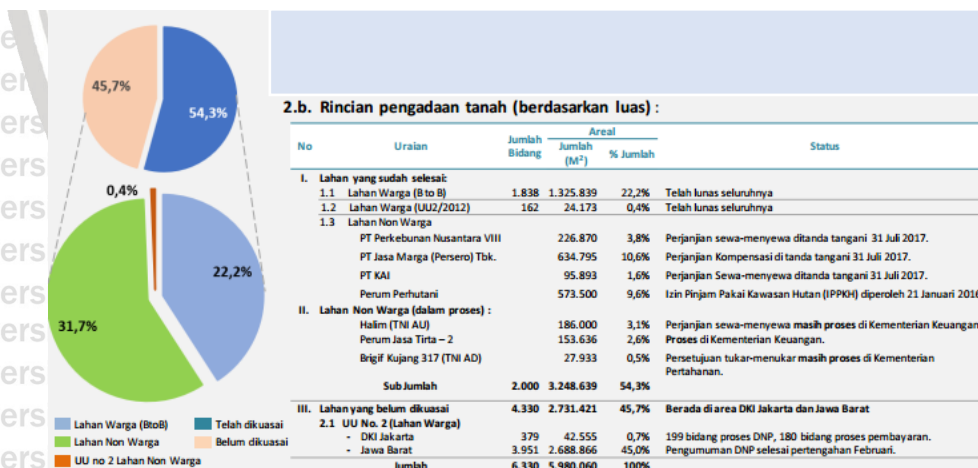 45,7%
54,3%
0,4%
22,2%
31,7%
Lahan Warga (BtoB)
Telah dikuasai
Lahan Non Warga
Belum dikuasai
UU no 2 Lahan Non Warga
2.b. Rincian pengadaan tanah (berdasarkan luas) :
No Uraian Jumlah Bidang Areal Status
Jumlah (M²) % Jumlah
I. Lahan yang sudah selesai:
1.1 Lahan Warga (B to B) 1.838 1.325.839 22,2% Telah lunas seluruhnya
1.2 Lahan Warga (UU2/2012) 162 24.173 0,4% Telah lunas seluruhnya
1.3 Lahan Non Warga
PT Perkebunan Nusantara VIII 226.870 3,8% Perjanjian sewa-menyewa ditanda tangani 31 Juli 2017.
PT Jasa Marga (Persero) Tbk. 634.795 10,6% Perjanjian Kompensasi di tanda tangani 31 Juli 2017.
PT KAI 95.893 1,6% Perjanjian Sewa-menyewa ditanda tangani 31 Juli 2017.
Perum Perhutani 573.500 9,6% Izin Pinjam Pakai Kawasan Hutan (IPPKH) diperoleh 21 Januari 2016
II. Lahan Non Warga (dalam proses) :
Halim (TNI AU) 186.000 3,1% Perjanjian sewa-menyewa masih proses di Kementerian Keuangan
Perum Jasa Tirta – 2 153.636 2,6% Proses di Kementerian Keuangan.
Brigif Kujang 317 (TNI AD) 27.933 0,5% Persetujuan tukar-menukar masih proses di Kementerian
Pertahanan.
Sub Jumlah 2.000 3.248.639 54,3%
III. Lahan yang belum dikuasai 4.330 2.731.421 45,7% Berada di area DKI Jakarta dan Jawa Barat
2.1 UU No. 2 (Lahan Warga)
- DKI Jakarta 379 42.555 0,7% 199 bidang proses DNP, 180 bidang proses pembayaran.
- Jawa Barat 3.951 2.688.866 45,0% Pengumuman DNP selesai pertengahan Februari.
Jumlah 6.330 5.980.060 100%